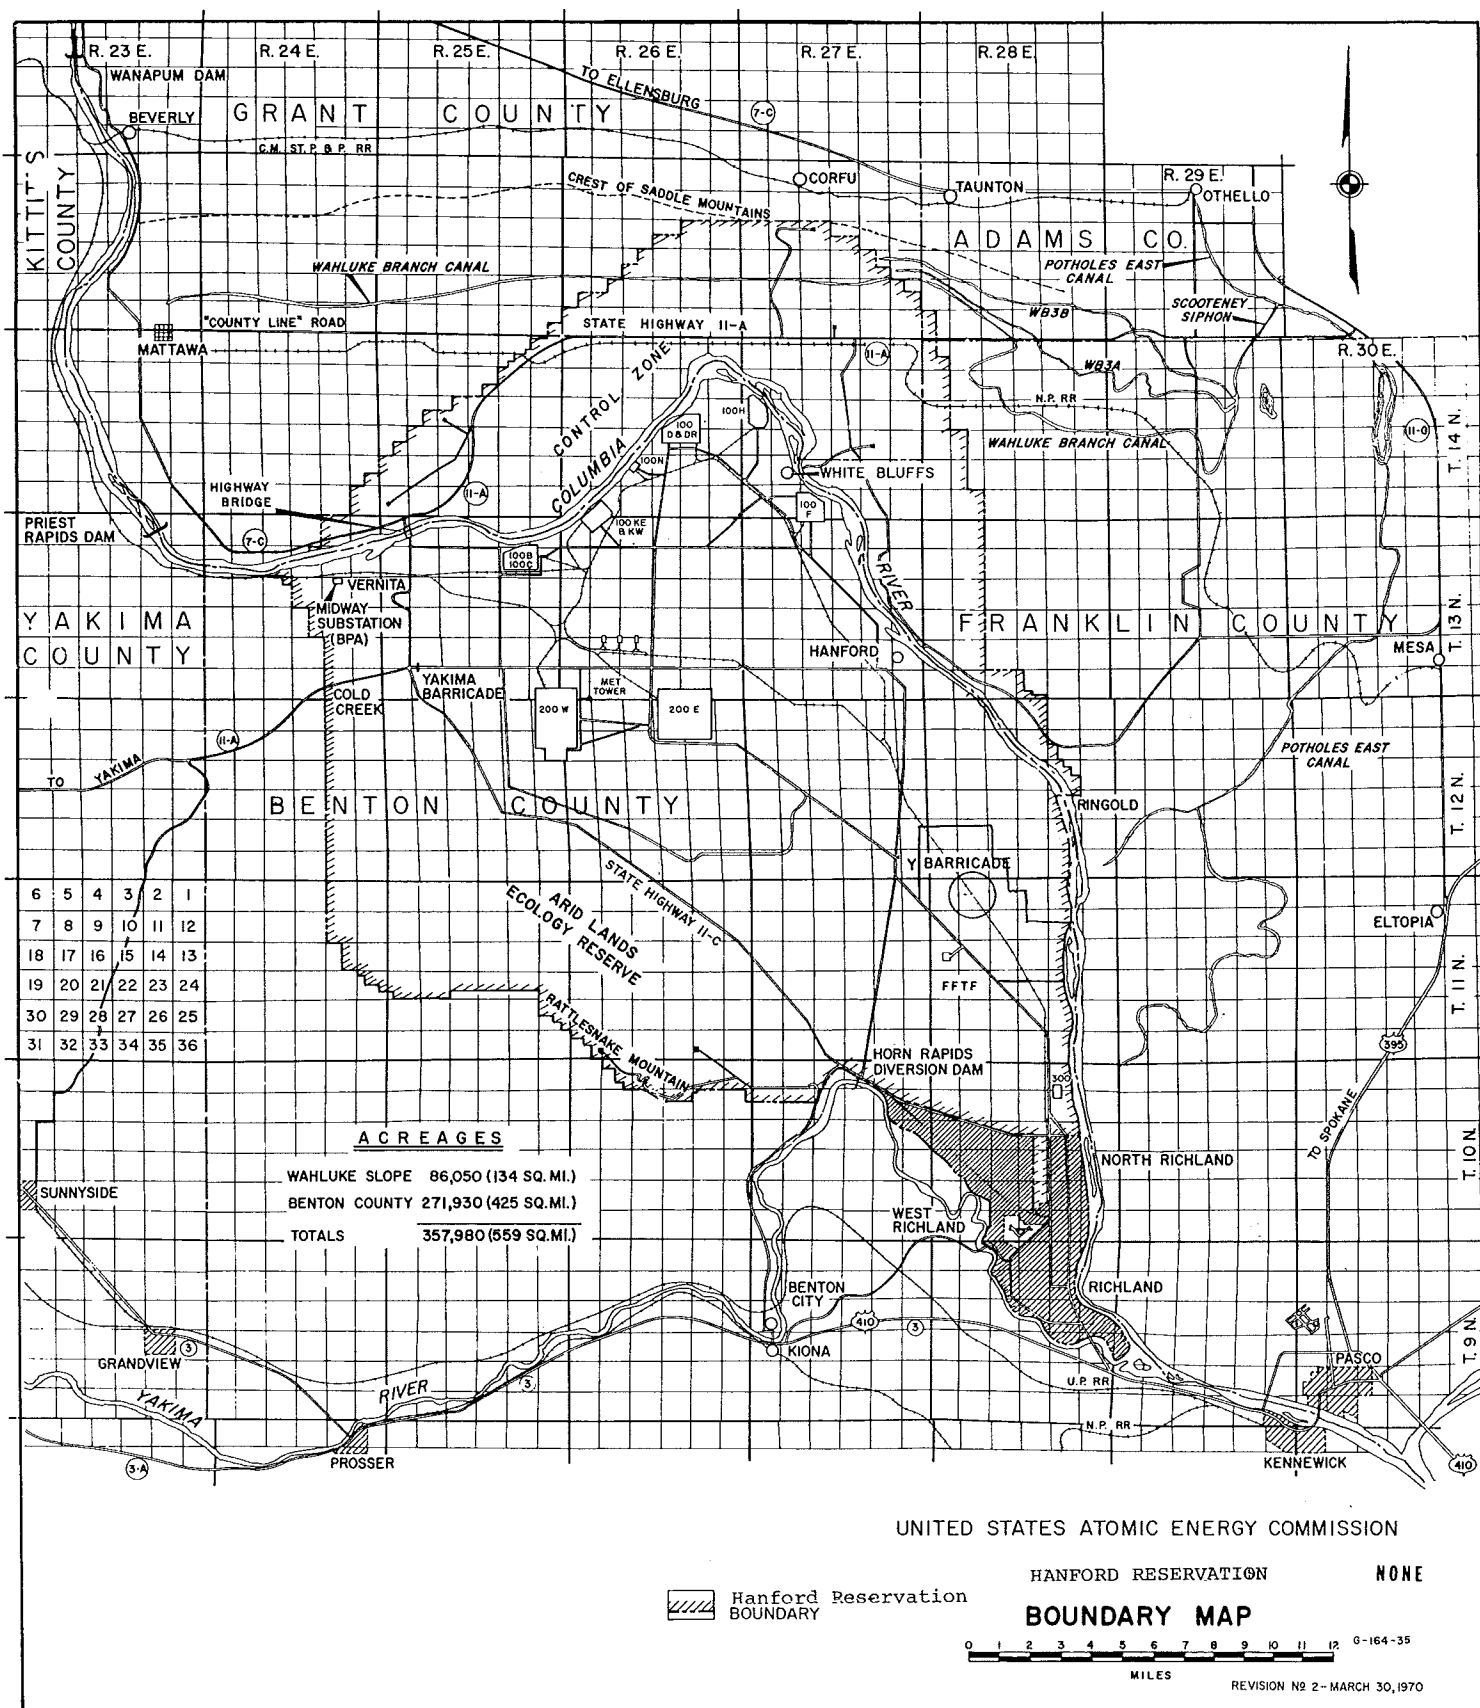 R. 23 E.
R. 24 E.
R. 25 E.
R. 26 E.
R. 27 E.
R. 28 E.
WANAPUM DAM
TO ELLENSBURG
BEVERLY
GRANT COUNTY
7-C
C.M. ST. P. & P. RR
KITTIT'S
COUNTY
CREST OF SADDLE MOUNTAINS
CORFU
TAUNTON
R. 29 E.
OTHELLO
ADAMS CO.
WAHLUKE BRANCH CANAL
POTHOLES EAST
CANAL
SCOOTENEY
SIPHON
"COUNTY LINE" ROAD
STATE HIGHWAY 11-A
WB3B
MATTAWA
11-A
R. 30 E.
WB3A
CONTROL ZONE
N.P. RR
100H
100
D & DR
WAHLUKE BRANCH CANAL
11-O
T. 14 N.
COLUMBIA
100N
WHITE BLUFFS
HIGHWAY
BRIDGE
11-A
100
F
PRIEST
RAPIDS DAM
7-C
100 KE
& KW
100B
100C
RIVER
VERNITA
MIDWAY
SUBSTATION
(BPA)
YAKIMA
COUNTY
FRANKLIN COUNTY
T. 13 N.
HANFORD
MESA
YAKIMA
BARRICADE
MET
TOWER
COLD
CREEK
200 W
200 E
11-A
POTHOLES EAST
CANAL
TO YAKIMA
BENTON COUNTY
RINGOLD
T. 12 N.
Y BARRICADE
STATE HIGHWAY 11-C
ARID LANDS
ECOLOGY RESERVE
6 5 4 3 2 1
7 8 9 10 11 12
18 17 16 15 14 13
19 20 21 22 23 24
30 29 28 27 26 25
31 32 33 34 35 36
ELTOPIA
FFTF
T. 11 N.
RATTLESNAKE MOUNTAIN
395
HORN RAPIDS
DIVERSION DAM
300
TO SPOKANE
ACREAGES
WAHLUKE SLOPE 86,050 (134 SQ.MI.)
BENTON COUNTY 271,930 (425 SQ.MI.)
TOTALS 357,980 (559 SQ.MI.)
NORTH RICHLAND
T. 10 N.
SUNNYSIDE
WEST
RICHLAND
BENTON
CITY
RICHLAND
410
3
KIONA
GRANDVIEW
3
PASCO
T. 9 N.
YAKIMA
RIVER
3
U.P. RR
N.P. RR
PROSSER
3-A
KENNEWICK
410
UNITED STATES ATOMIC ENERGY COMMISSION
HANFORD RESERVATION NONE
Hanford Reservation
BOUNDARY
BOUNDARY MAP
0 1 2 3 4 5 6 7 8 9 10 11 12
G-164-35
MILES
REVISION Nº 2-MARCH 30, 1970